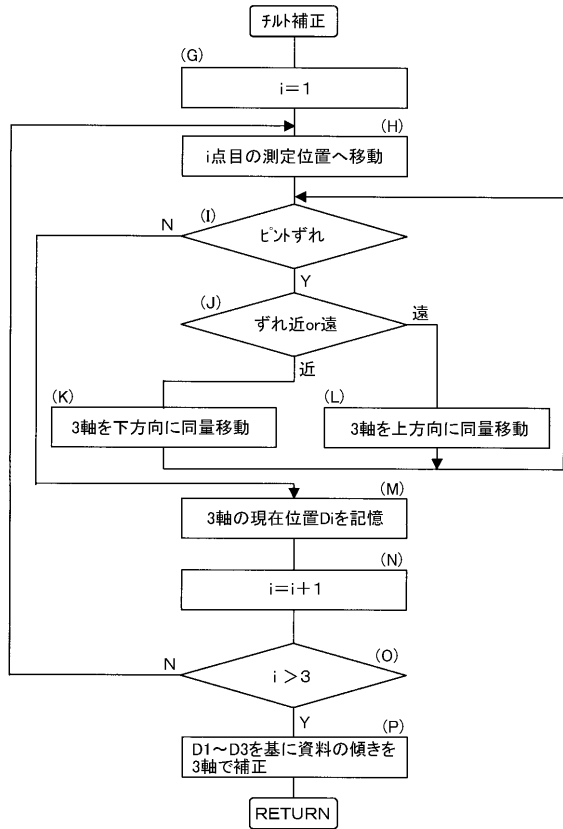 チルト補正
(G)
i=1
(H)
i点目の測定位置へ移動
(I)
N
ピントずれ
Y
(J)
ずれ近or遠
遠
近
(K)
3軸を下方向に同量移動
(L)
3軸を上方向に同量移動
(M)
3軸の現在位置Diを記憶
(N)
i=i+1
(O)
N
i>3
Y
(P)
D1～D3を基に資料の傾きを
3軸で補正
RETURN